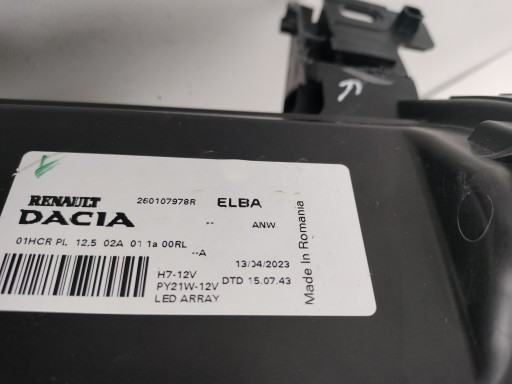 RENAULT 260107978R ELBA
DACIA -- ANW.
01HCR PL 12,5 02A 01 1a 00RL
--A
13/04/2023
H7-12V
PY21W-12V DTD 15.07.43
LED ARRAY
Made In Romania